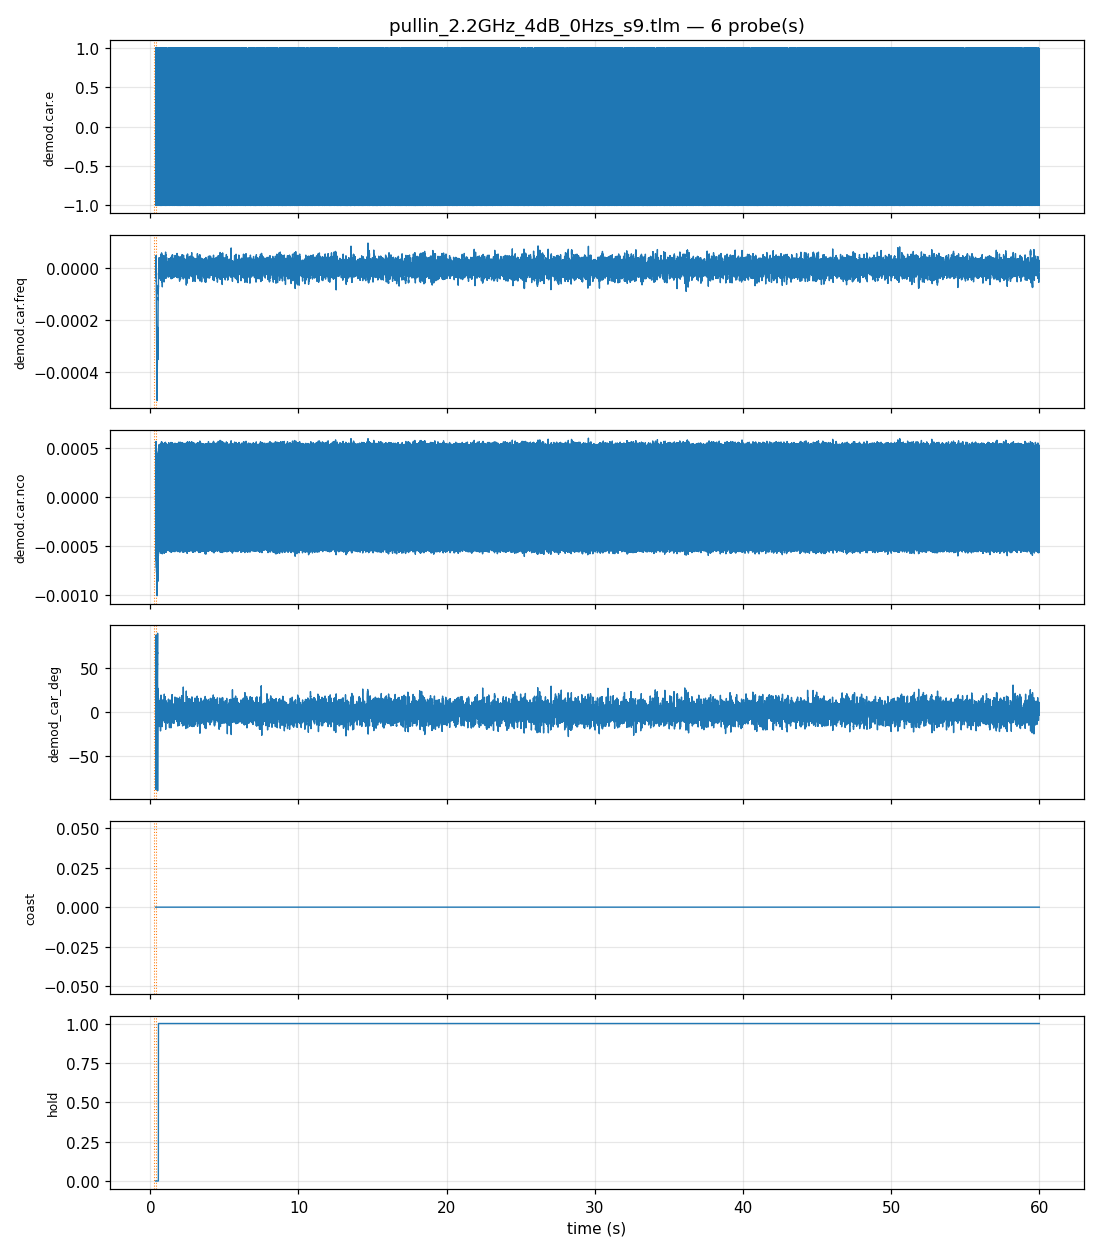 pullin_2.2GHz_4dB_0Hzs_s9.tlm — 6 probe(s)
1.0
0.5
0.0
−0.5
−1.0
demod.car.e
0.0000
−0.0002
−0.0004
demod.car.freq
0.0005
0.0000
−0.0005
−0.0010
demod.car.nco
50
0
−50
demod_car_deg
0.050
0.025
0.000
−0.025
−0.050
coast
1.00
0.75
0.50
0.25
0.00
hold
0 10 20 30 40 50 60
time (s)